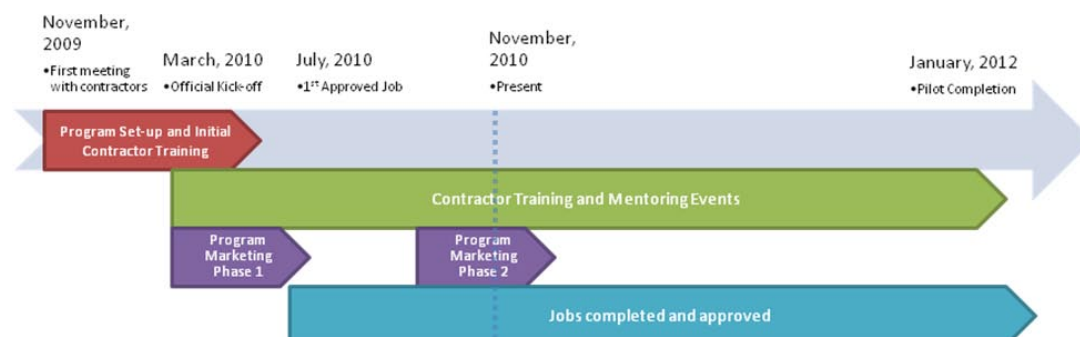 November,
2009
•First meeting
with contractors
March, 2010
•Official Kick-off
July, 2010
•1st Approved Job
November,
2010
•Present
January, 2012
•Pilot Completion
Program Set-up and Initial
Contractor Training
Contractor Training and Mentoring Events
Program
Marketing
Phase 1
Program
Marketing
Phase 2
Jobs completed and approved